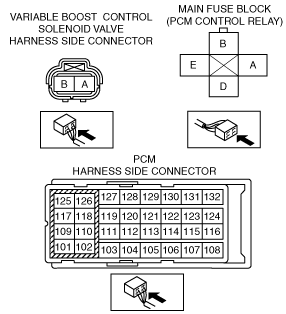 VARIABLE BOOST CONTROL
SOLENOID VALVE
HARNESS SIDE CONNECTOR
B A
MAIN FUSE BLOCK
(PCM CONTROL RELAY)
B
E A
D
PCM
HARNESS SIDE CONNECTOR
125 126 127 128 129 130 131 132
117 118 119 120 121 122 123 124
109 110 111 112 113 114 115 116
101 102 103 104 105 106 107 108